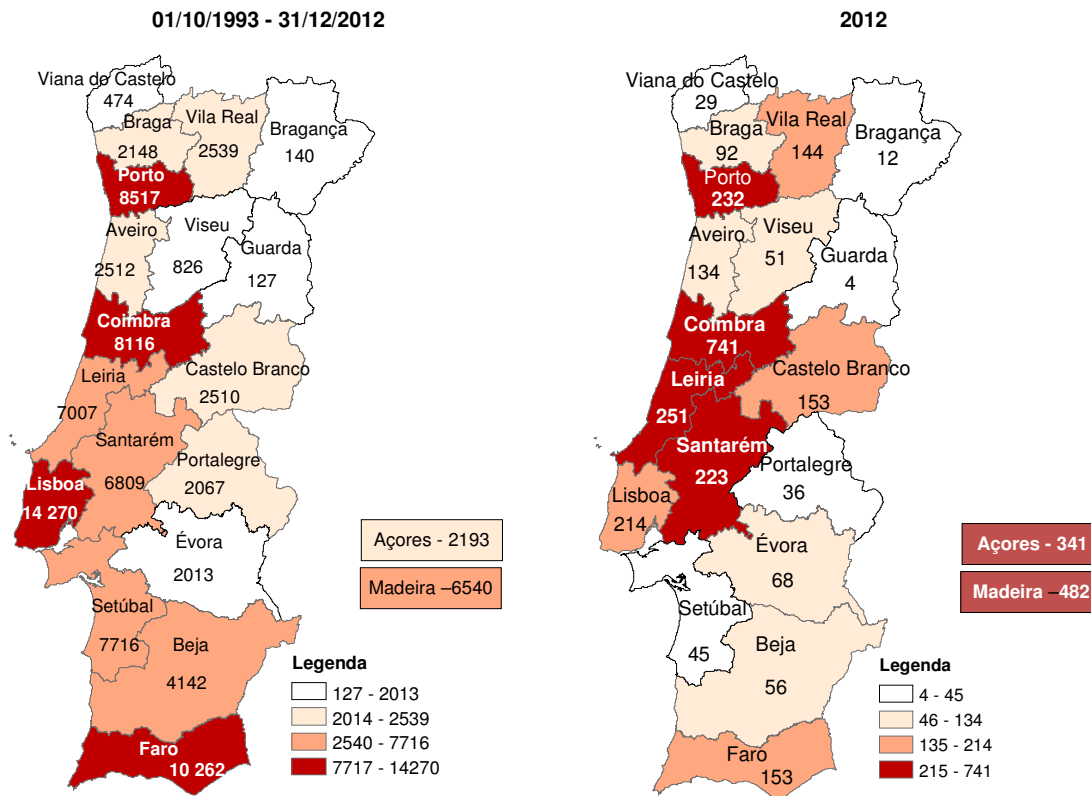 01/10/1993 - 31/12/2012
Viana do Castelo
474
Braga
2148
Vila Real
2539
Bragança
140
Porto
8517
Aveiro
2512
Viseu
826
Guarda
127
Coimbra
8116
Leiria
7007
Castelo Branco
2510
Santarém
6809
Portalegre
2067
Lisboa
14 270
Évora
2013
Setúbal
7716
Beja
4142
Faro
10 262
Açores - 2193
Madeira –6540
Legenda
127 - 2013
2014 - 2539
2540 - 7716
7717 - 14270
2012
Viana do Castelo
29
Braga
92
Vila Real
144
Bragança
12
Porto
232
Aveiro
134
Viseu
51
Guarda
4
Coimbra
741
Leiria
251
Castelo Branco
153
Santarém
223
Portalegre
36
Lisboa
214
Évora
68
Setúbal
45
Beja
56
Faro
153
Açores - 341
Madeira –482
Legenda
4 - 45
46 - 134
135 - 214
215 - 741